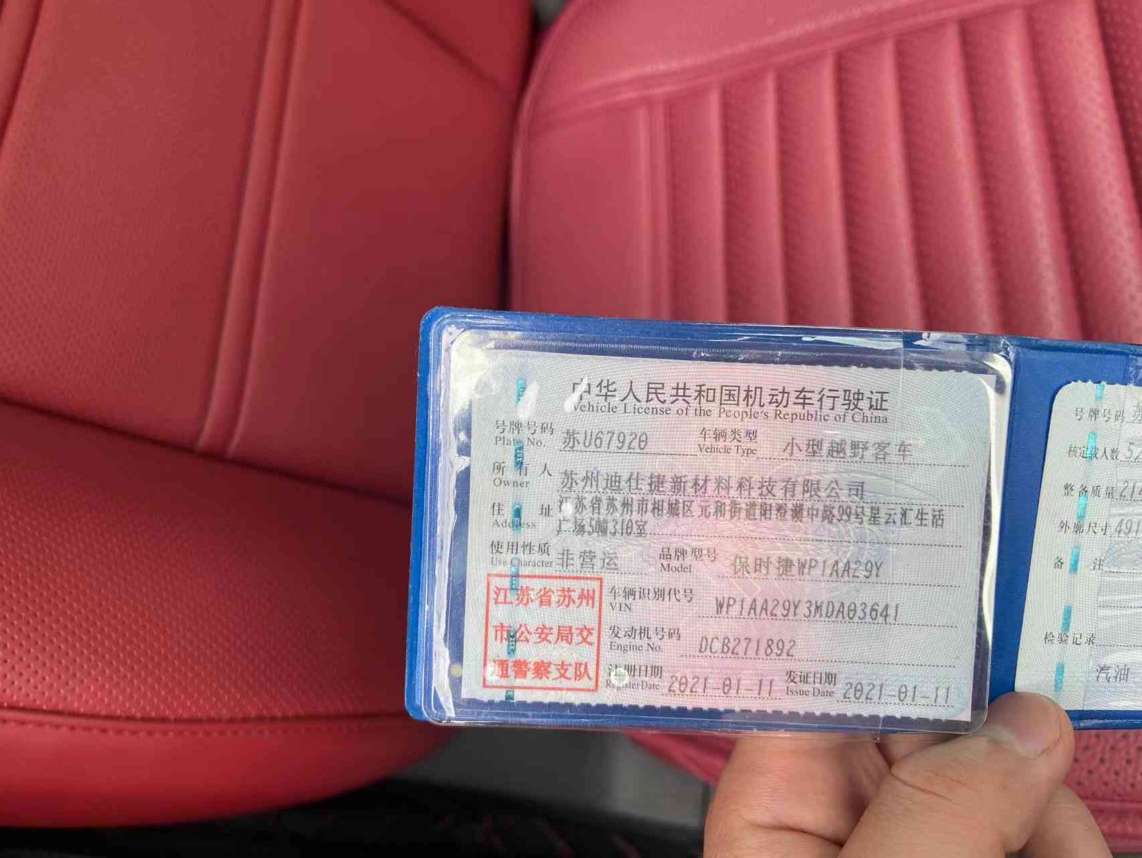 中华人民共和国机动车行驶证
Vehicle License of the People's Republic of China
号牌号码 苏U67920 车辆类型 小型越野客车
Plate No. Vehicle Type
所有人 苏州迪仕捷新材料科技有限公司
Owner
住址 江苏省苏州市相城区元和街道阳澄湖中路99号星云汇生活
Address 广场5幢310室
使用性质 非营运 品牌型号 保时捷WP1AA29Y
Use Character Model
江苏省苏州 车辆识别代号 WP1AA29Y3MDA03641
VIN
市公安局交 发动机号码 DCB271892
Engine No.
通警察支队 注册日期 2021-01-11 发证日期 2021-01-11
Register Date Issue Date
号牌号码
核定载人数
整备质量
外廓尺寸
备注
检验记录
汽油